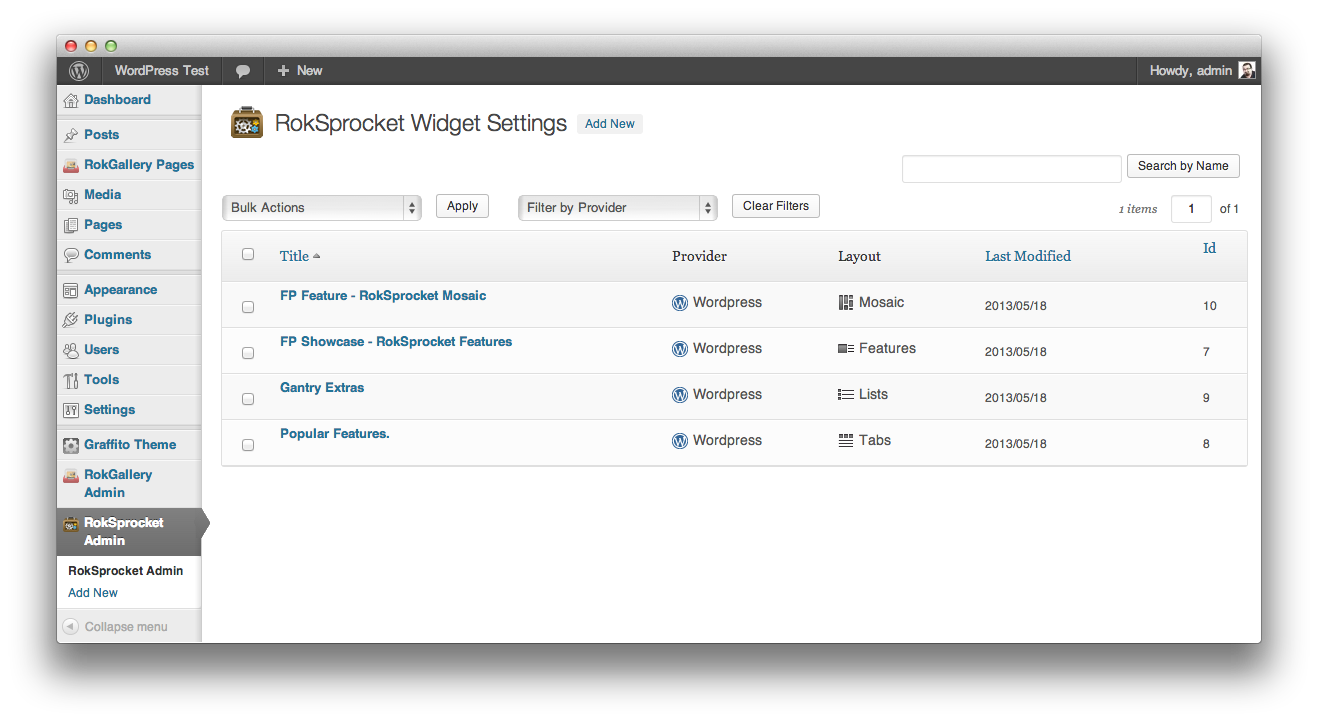 WordPress Test
New
Howdy, admin
Dashboard
Posts
RokGallery Pages
Media
Pages
Comments
Appearance
Plugins
Users
Tools
Settings
Graffito Theme
RokGallery
Admin
RokSprocket
Admin
RokSprocket Admin
Add New
Collapse menu
RokSprocket Widget Settings Add New
Search by Name
Bulk Actions Apply Filter by Provider Clear Filters 1 items 1 of 1
Title Provider Layout Last Modified Id
FP Feature - RokSprocket Mosaic Wordpress Mosaic 2013/05/18 10
FP Showcase - RokSprocket Features Wordpress Features 2013/05/18 7
Gantry Extras Wordpress Lists 2013/05/18 9
Popular Features. Wordpress Tabs 2013/05/18 8